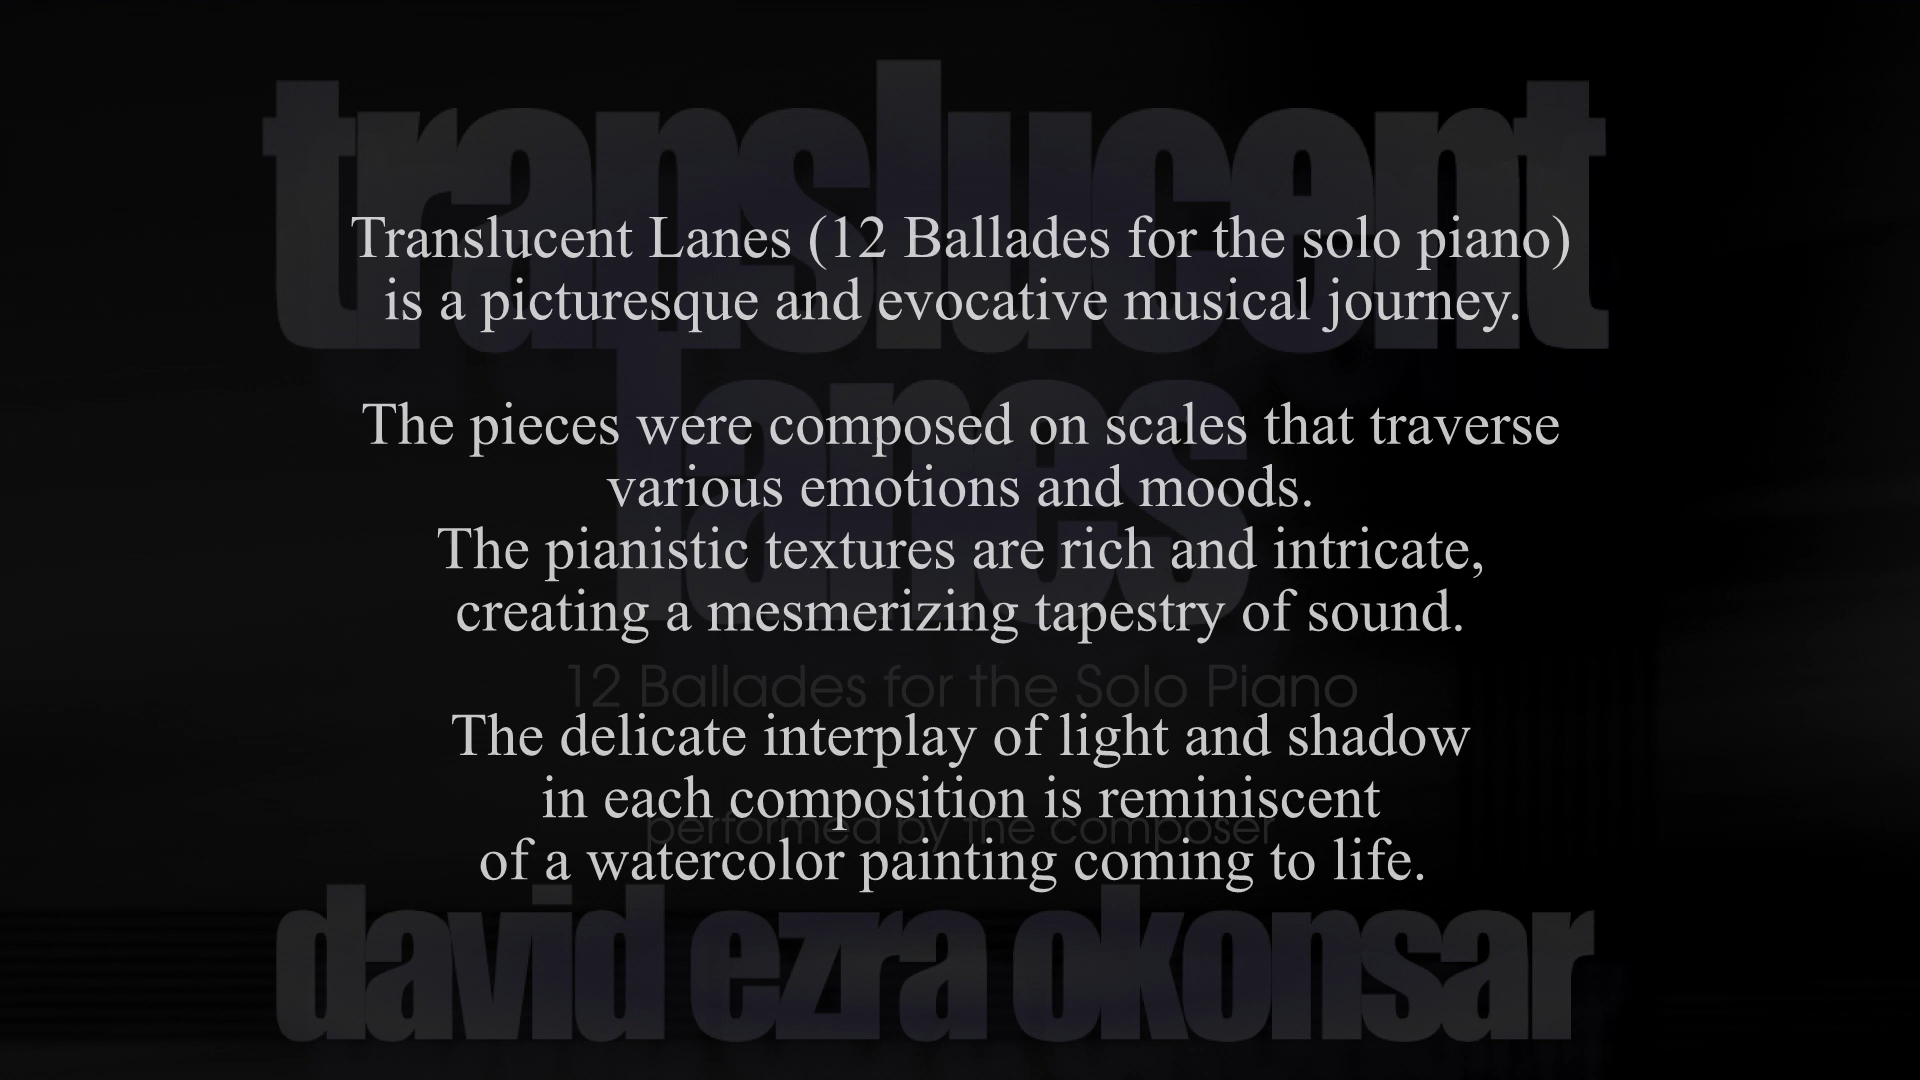 translucent
Translucent Lanes (12 Ballades for the solo piano)
is a picturesque and evocative musical journey.
lanes
The pieces were composed on scales that traverse
various emotions and moods.
The pianistic textures are rich and intricate,
creating a mesmerizing tapestry of sound.
12 Ballades for the Solo Piano
The delicate interplay of light and shadow
in each composition is reminiscent
performed by the composer
of a watercolor painting coming to life.
david ezra okonsar